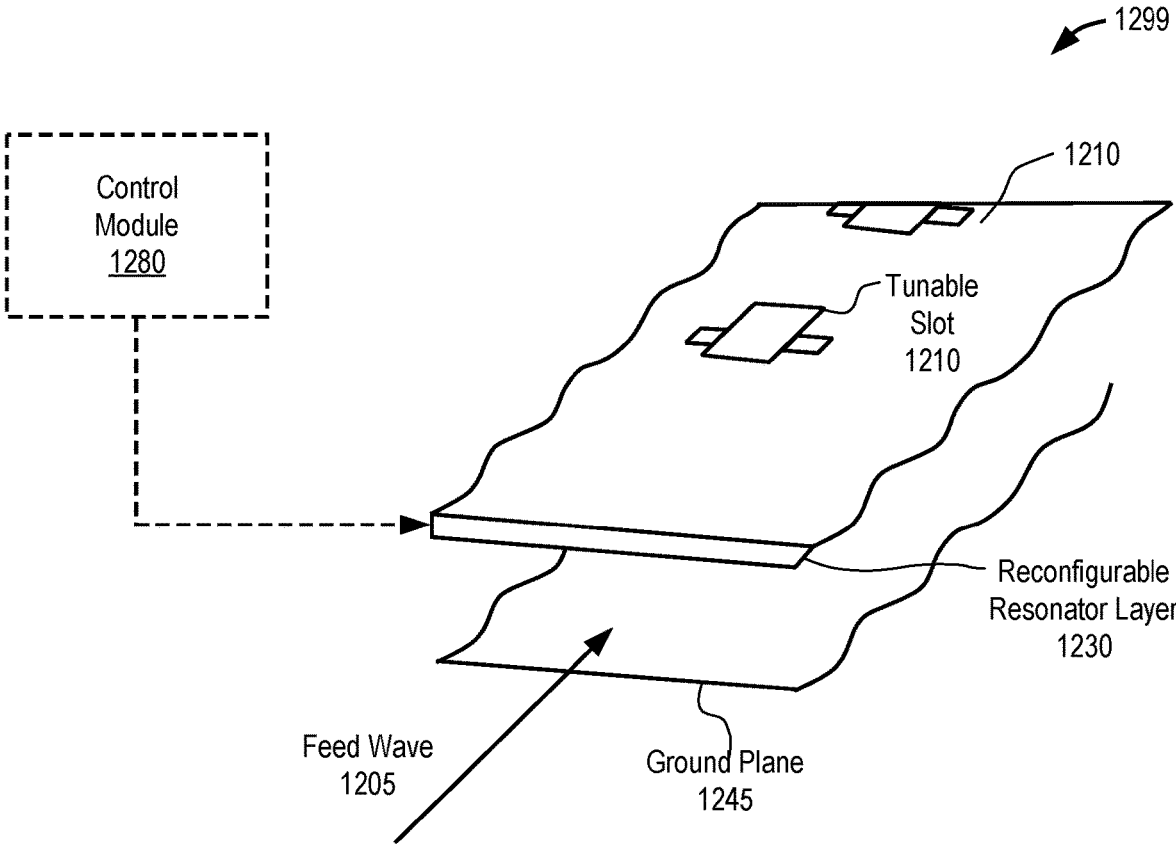 1299
Control
Module
1280
1210
Tunable
Slot
1210
Reconfigurable
Resonator Layer
1230
Feed Wave
1205
Ground Plane
1245